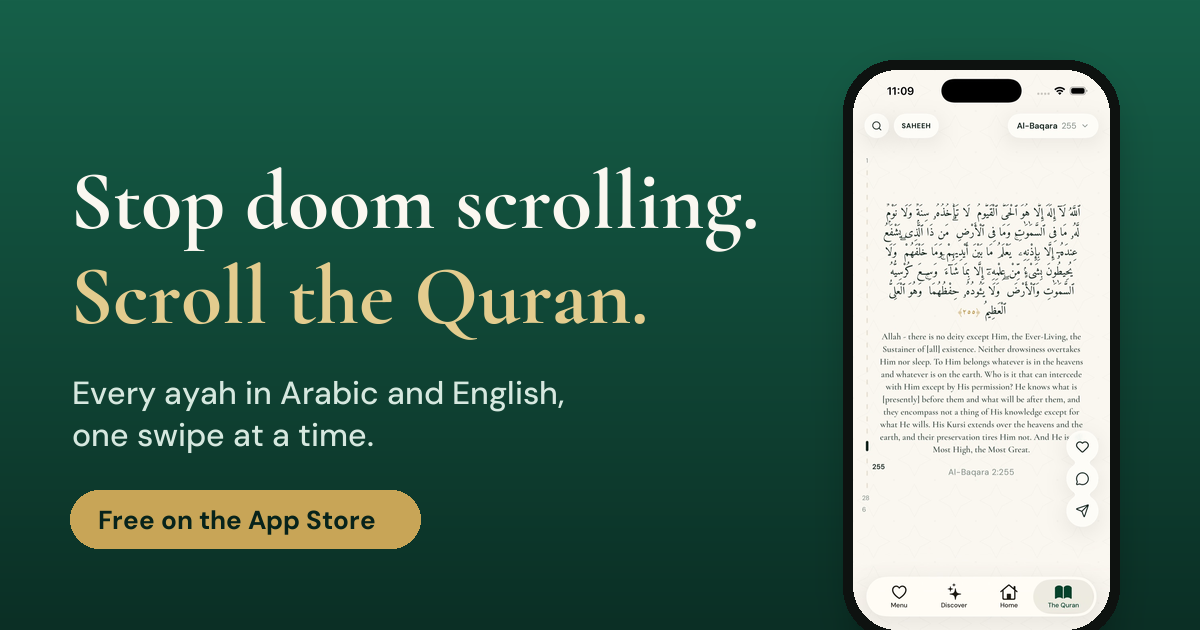 Stop doom scrolling.
Scroll the Quran.
Every ayah in Arabic and English,
one swipe at a time.
Free on the App Store
11:09
SAHEEH
Al-Baqara 255
1
ٱللَّهُ لَآ إِلَٰهَ إِلَّا هُوَ ٱلْحَىُّ ٱلْقَيُّومُ ۚ لَا تَأْخُذُهُۥ سِنَةٌ وَلَا نَوْمٌ ۚ
لَّهُۥ مَا فِى ٱلسَّمَٰوَٰتِ وَمَا فِى ٱلْأَرْضِ ۗ مَن ذَا ٱلَّذِى يَشْفَعُ
عِندَهُۥٓ إِلَّا بِإِذْنِهِۦ ۚ يَعْلَمُ مَا بَيْنَ أَيْدِيهِمْ وَمَا خَلْفَهُمْ ۖ وَلَا
يُحِيطُونَ بِشَىْءٍ مِّنْ عِلْمِهِۦٓ إِلَّا بِمَا شَآءَ ۚ وَسِعَ كُرْسِيُّهُ
ٱلسَّمَٰوَٰتِ وَٱلْأَرْضَ ۖ وَلَا يَـُٔودُهُۥ حِفْظُهُمَا ۚ وَهُوَ ٱلْعَلِىُّ
ٱلْعَظِيمُ ﴿٢٥٥﴾
Allah - there is no deity except Him, the Ever-Living, the
Sustainer of [all] existence. Neither drowsiness overtakes
Him nor sleep. To Him belongs whatever is in the heavens
and whatever is on the earth. Who is it that can intercede
with Him except by His permission? He knows what is
[presently] before them and what will be after them, and
they encompass not a thing of His knowledge except for
what He wills. His Kursi extends over the heavens and the
earth, and their preservation tires Him not. And He is
Most High, the Most Great.
255
Al-Baqara 2:255
28
6
Menu
Discover
Home
The Quran